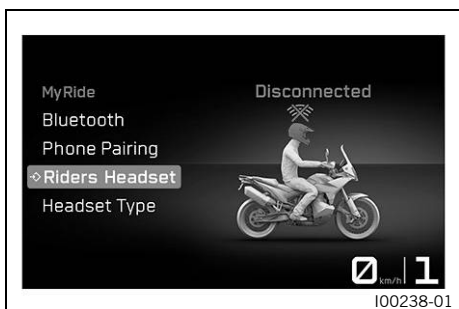 MyRide
Disconnected
Bluetooth
Phone Pairing
Riders Headset
Headset Type
0 km/h 1
I00238-01